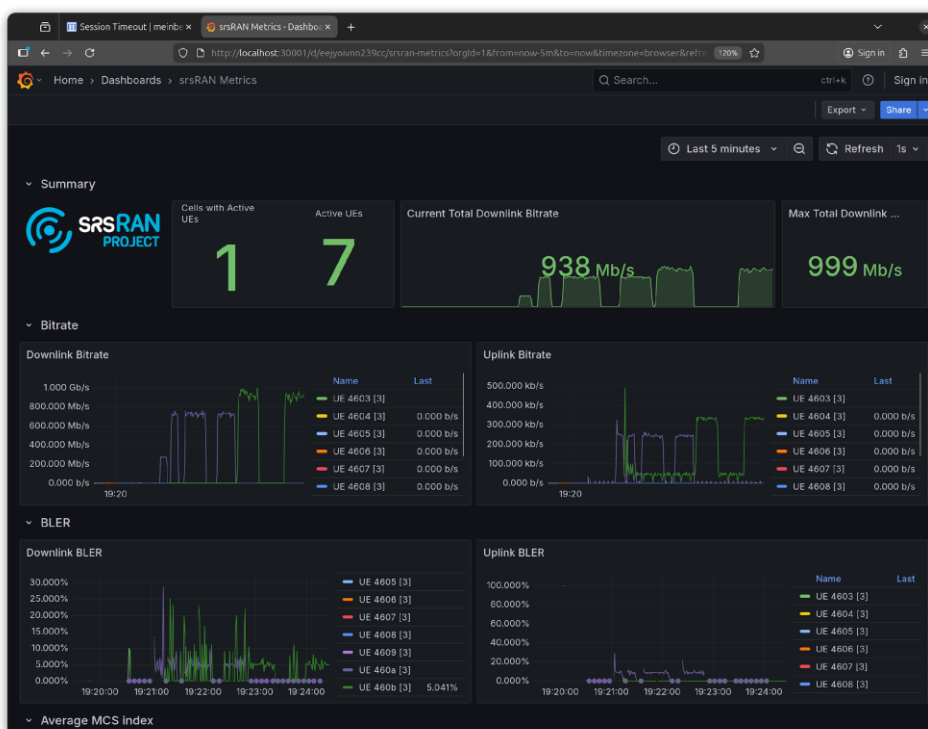 Session Timeout | meinbe
srsRAN Metrics - Dashboa
http://localhost:30001/d/eejyoivnn239cc/srsran-metrics?orgId=1&from=now-5m&to=now&timezone=browser&refr
120%
Sign in
Home › Dashboards › srsRAN Metrics
Search...
ctrl+k
Sign in
Export
Share
Last 5 minutes
Refresh
1s
Summary
srsRAN
PROJECT
Cells with Active
UEs
1
Active UEs
7
Current Total Downlink Bitrate
938 Mb/s
Max Total Downlink ...
999 Mb/s
Bitrate
Downlink Bitrate
1.000 Gb/s
800.000 Mb/s
600.000 Mb/s
400.000 Mb/s
200.000 Mb/s
0.000 b/s
19:20
Name Last
UE 4603 [3]
UE 4604 [3] 0.000 b/s
UE 4605 [3] 0.000 b/s
UE 4606 [3] 0.000 b/s
UE 4607 [3] 0.000 b/s
UE 4608 [3] 0.000 b/s
Uplink Bitrate
500.000 kb/s
400.000 kb/s
300.000 kb/s
200.000 kb/s
100.000 kb/s
0.000 b/s
19:20
Name Last
UE 4603 [3]
UE 4604 [3] 0.000 b/s
UE 4605 [3] 0.000 b/s
UE 4606 [3] 0.000 b/s
UE 4607 [3] 0.000 b/s
UE 4608 [3] 0.000 b/s
BLER
Downlink BLER
30.000%
25.000%
20.000%
15.000%
10.000%
5.000%
0.000%
19:20:00 19:21:00 19:22:00 19:23:00 19:24:00
UE 4605 [3]
UE 4606 [3]
UE 4607 [3]
UE 4608 [3]
UE 4609 [3]
UE 460a [3]
UE 460b [3] 5.041%
Uplink BLER
100.000%
80.000%
60.000%
40.000%
20.000%
0.000%
19:20:00 19:21:00 19:22:00 19:23:00 19:24:00
Name Last
UE 4603 [3]
UE 4604 [3]
UE 4605 [3]
UE 4606 [3]
UE 4607 [3]
UE 4608 [3]
Average MCS index